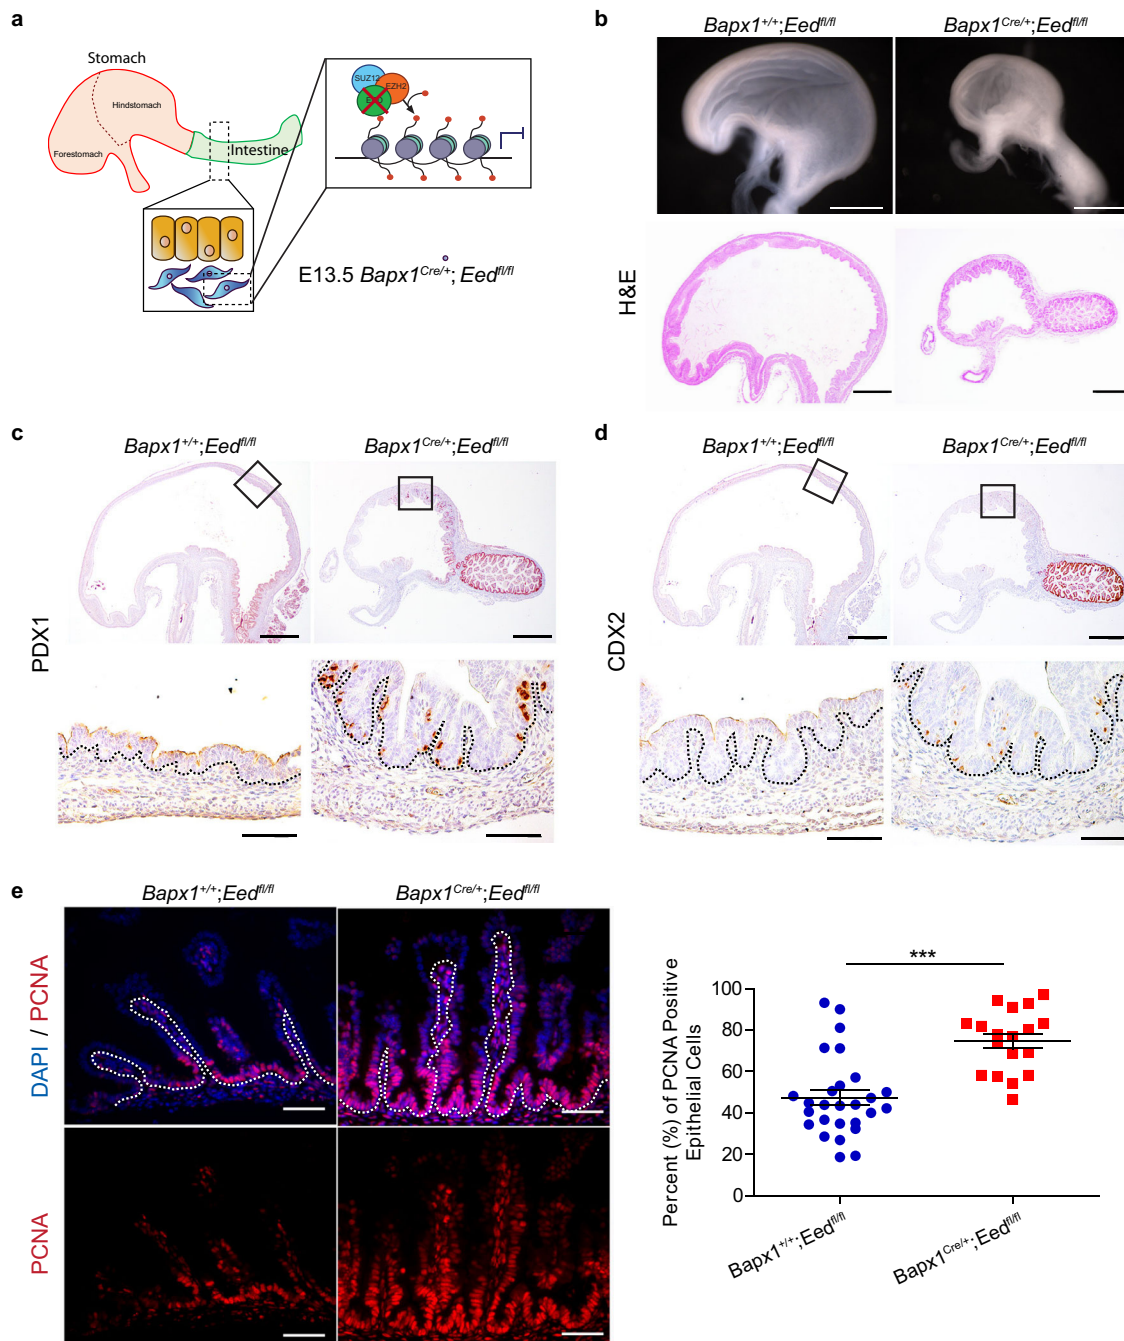 a
Stomach
Hindstomach
Forestomach
Intestine
SUZ12
EZH2
E13.5 Bapx1Cre/+; Eedfl/fl
b
Bapx1+/+;Eedfl/fl
Bapx1Cre/+;Eedfl/fl
H&E
c
Bapx1+/+;Eedfl/fl
Bapx1Cre/+;Eedfl/fl
PDX1
d
Bapx1+/+;Eedfl/fl
Bapx1Cre/+;Eedfl/fl
CDX2
e
Bapx1+/+;Eedfl/fl
Bapx1Cre/+;Eedfl/fl
DAPI / PCNA
PCNA
***
Percent (%) of PCNA Positive
Epithelial Cells
100
80
60
40
20
0
Bapx1+/+;Eedfl/fl
Bapx1Cre/+;Eedfl/fl